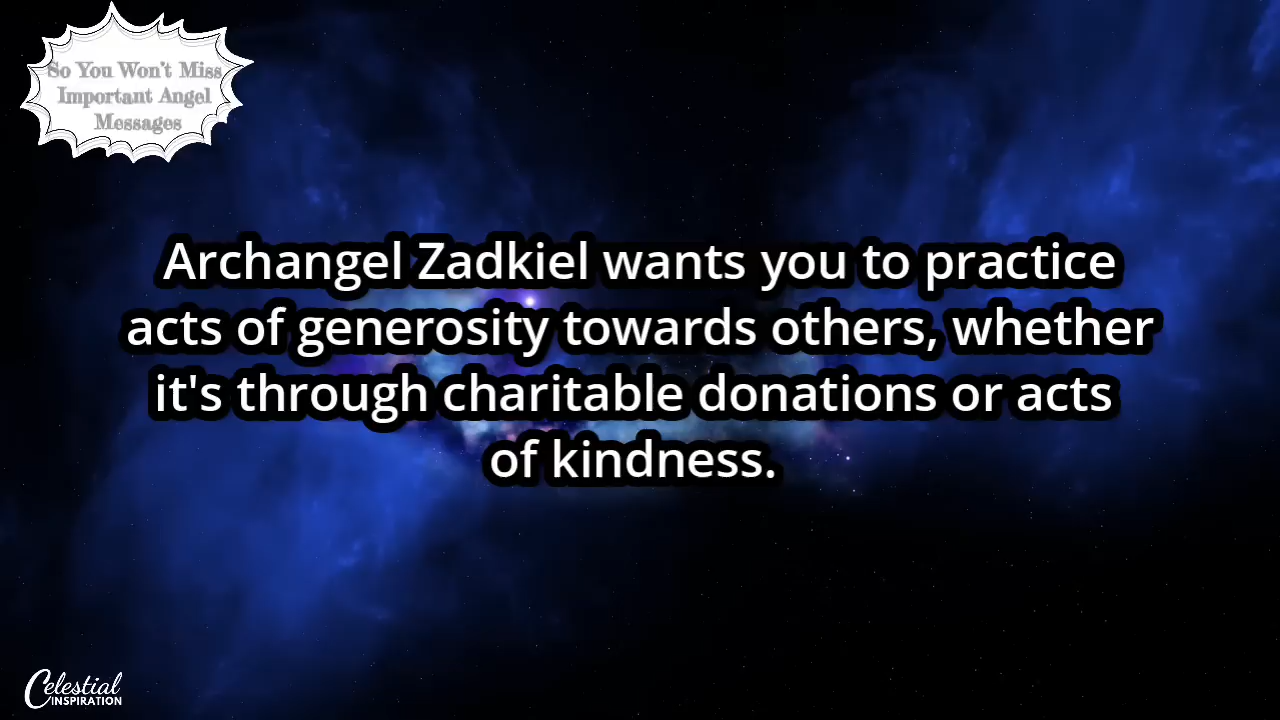 So You Won't Miss
Important Angel
Messages
Archangel Zadkiel wants you to practice
acts of generosity towards others, whether
it's through charitable donations or acts
of kindness.
Celestial
INSPIRATION